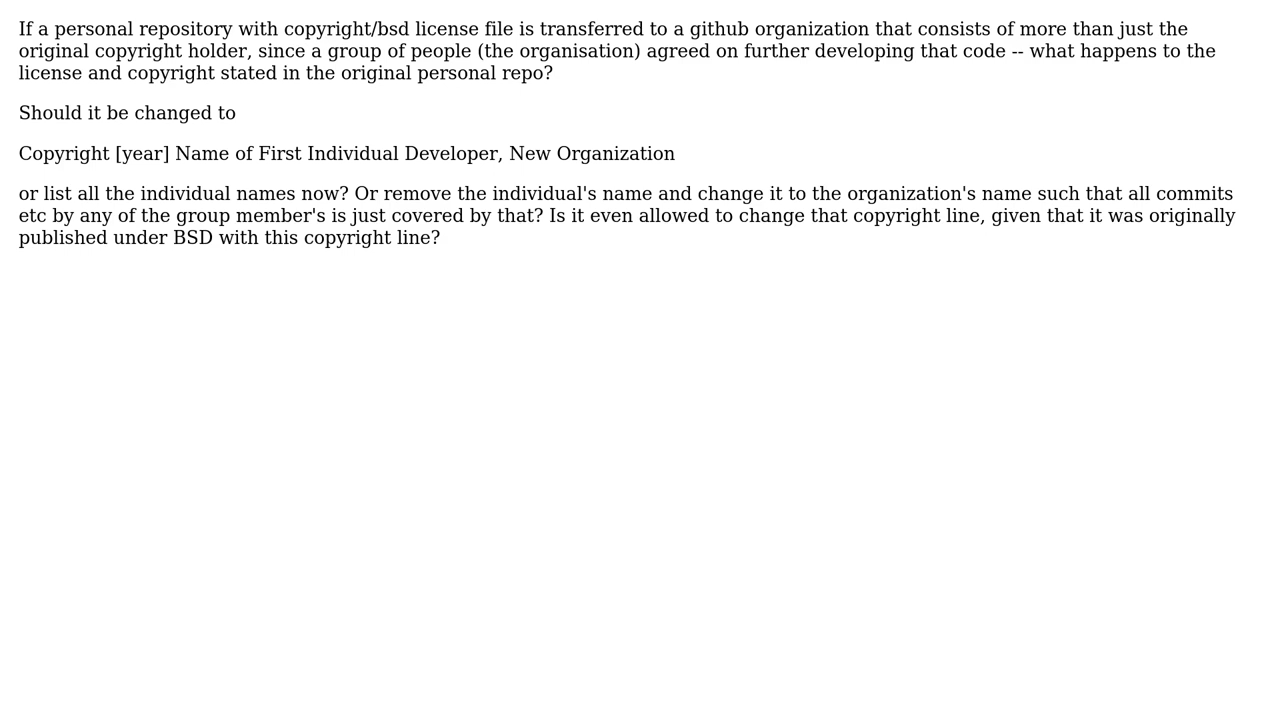 If a personal repository with copyright/bsd license file is transferred to a github organization that consists of more than just the
original copyright holder, since a group of people (the organisation) agreed on further developing that code -- what happens to the
license and copyright stated in the original personal repo?
Should it be changed to
Copyright [year] Name of First Individual Developer, New Organization
or list all the individual names now? Or remove the individual's name and change it to the organization's name such that all commits
etc by any of the group member's is just covered by that? Is it even allowed to change that copyright line, given that it was originally
published under BSD with this copyright line?